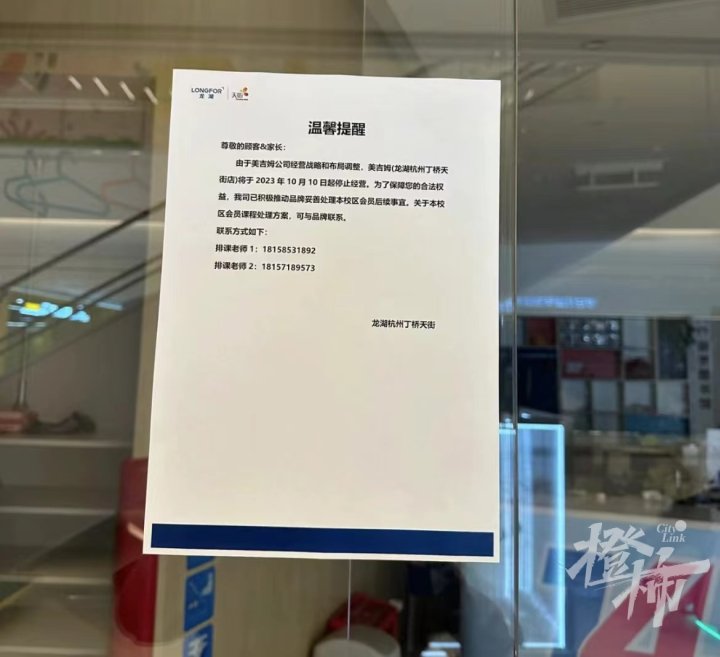 LONGFOR 天街
龙湖
温馨提醒
尊敬的顾客&家长：
由于美吉姆公司经营战略和布局调整，美吉姆(龙湖杭州丁桥天
街店)将于 2023 年 10 月 10 日起停止经营。为了保障您的合法权
益，我司已积极推动品牌妥善处理本校区会员后续事宜。关于本校
区会员课程处理方案，可与品牌联系。
联系方式如下：
排课老师 1：18158531892
排课老师 2：18157189573
龙湖杭州丁桥天街
City
Link
橙柿